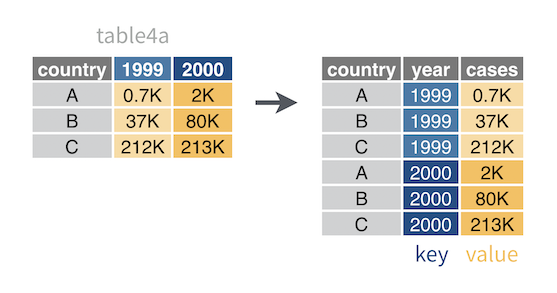 table4a
country 1999 2000
A 0.7K 2K
B 37K 80K
C 212K 213K
country year cases
A 1999 0.7K
B 1999 37K
C 1999 212K
A 2000 2K
B 2000 80K
C 2000 213K
key value